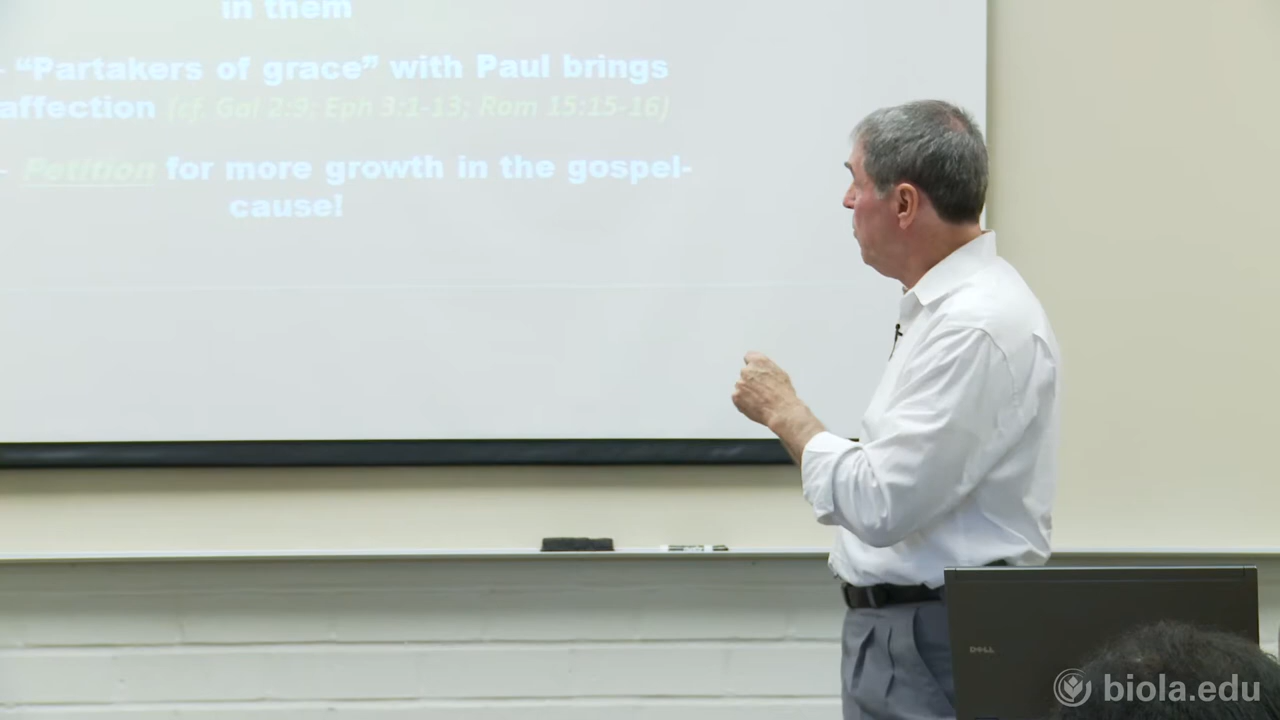 in them
- “Partakers of grace” with Paul brings
affection (cf. Gal 2:9; Eph 3:1-13; Rom 15:15-16)
- Petition for more growth in the gospel-
cause!
DELL
biola.edu